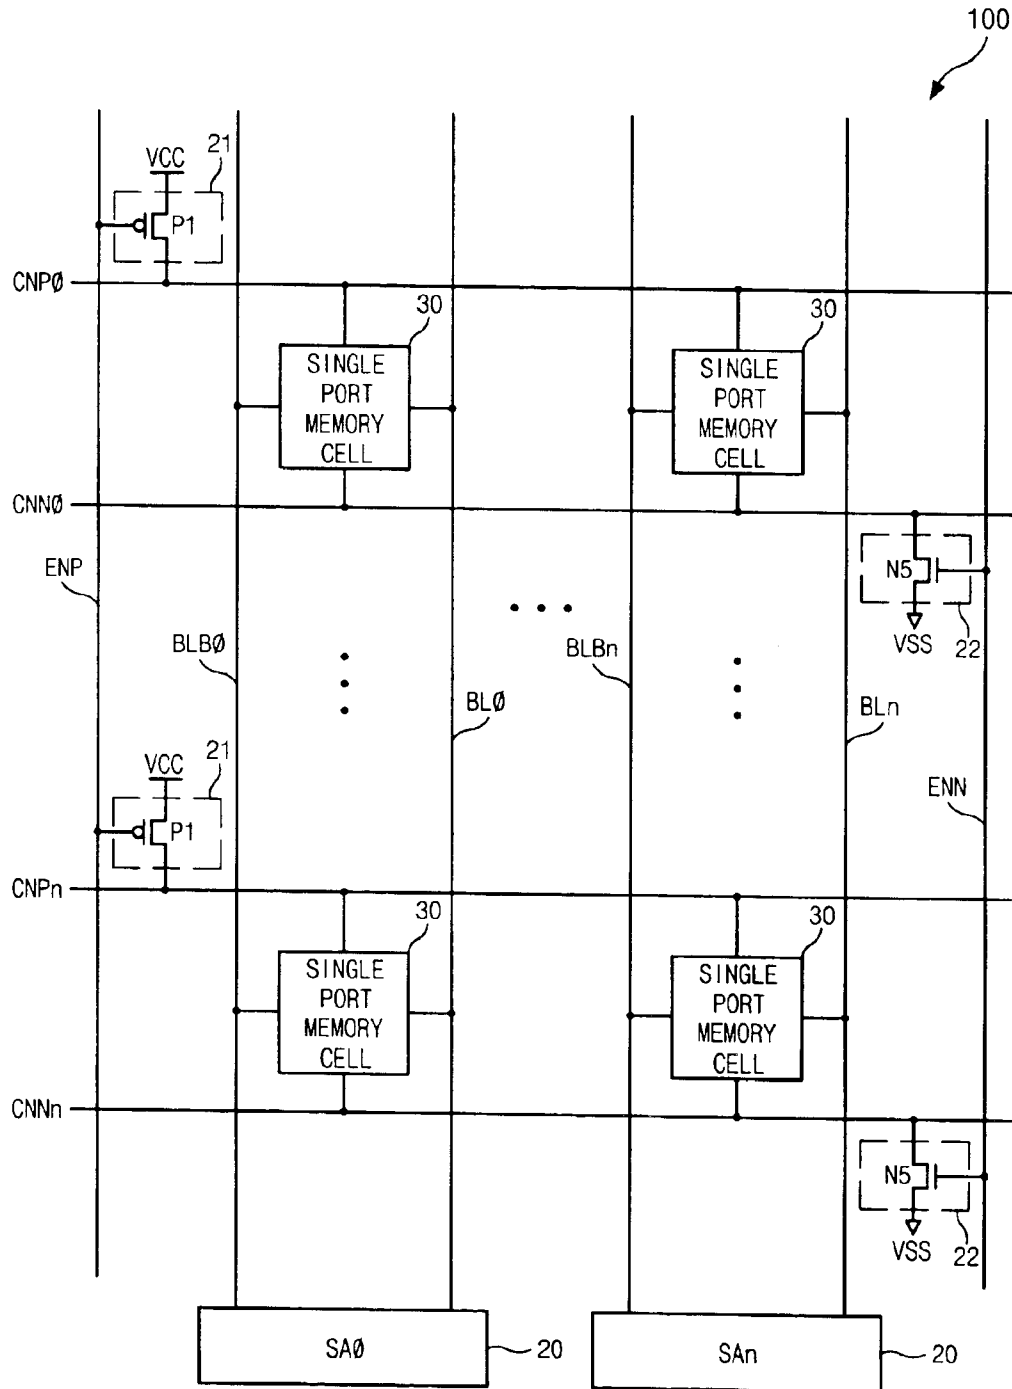 100
21
VCC
P1
CNPØ
30
30
SINGLE
PORT
MEMORY
CELL
SINGLE
PORT
MEMORY
CELL
CNNØ
ENP
N5
VSS
22
BLBØ
BLBn
BLØ
BLn
21
VCC
P1
ENN
CNPn
30
30
SINGLE
PORT
MEMORY
CELL
SINGLE
PORT
MEMORY
CELL
CNNn
N5
VSS
22
SAØ
20
SAn
20